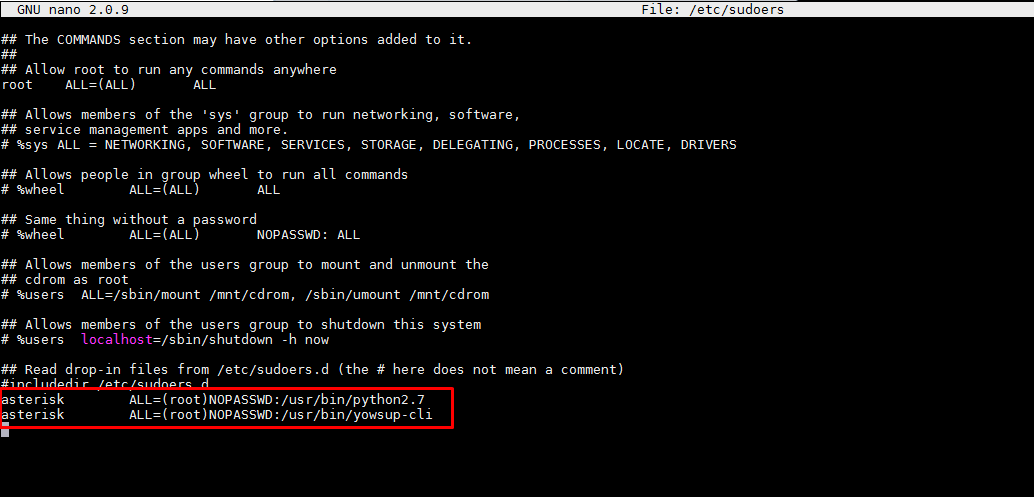 GNU nano 2.0.9 File: /etc/sudoers
## The COMMANDS section may have other options added to it.
##
## Allow root to run any commands anywhere
root ALL=(ALL) ALL
## Allows members of the 'sys' group to run networking, software,
## service management apps and more.
# %sys ALL = NETWORKING, SOFTWARE, SERVICES, STORAGE, DELEGATING, PROCESSES, LOCATE, DRIVERS
## Allows people in group wheel to run all commands
# %wheel ALL=(ALL) ALL
## Same thing without a password
# %wheel ALL=(ALL) NOPASSWD: ALL
## Allows members of the users group to mount and unmount the
## cdrom as root
# %users ALL=/sbin/mount /mnt/cdrom, /sbin/umount /mnt/cdrom
## Allows members of the users group to shutdown this system
# %users localhost=/sbin/shutdown -h now
## Read drop-in files from /etc/sudoers.d (the # here does not mean a comment)
#includedir /etc/sudoers.d
asterisk ALL=(root)NOPASSWD:/usr/bin/python2.7
asterisk ALL=(root)NOPASSWD:/usr/bin/yowsup-cli